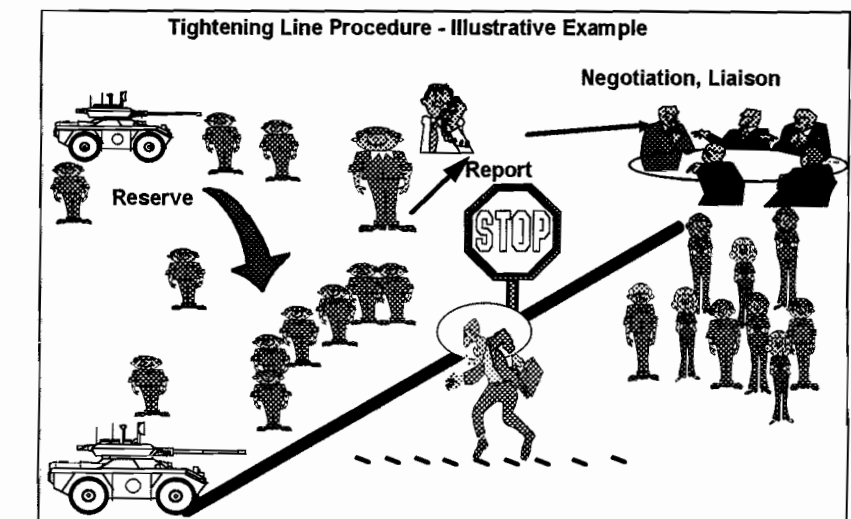 Tightening Line Procedure - Illustrative Example
Negotiation, Liaison
Report
Reserve
STOP